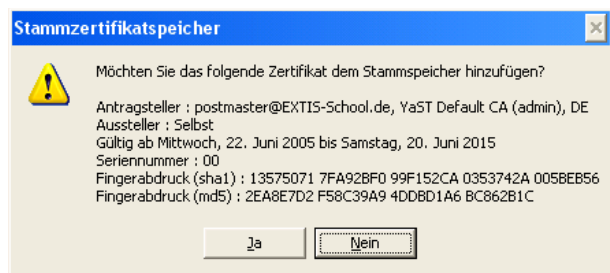 Stammzertifikatspeicher
Möchten Sie das folgende Zertifikat dem Stammspeicher hinzufügen?
Antragsteller : postmaster@EXTIS-School.de, YaST Default CA (admin), DE
Aussteller : Selbst
Gültig ab Mittwoch, 22. Juni 2005 bis Samstag, 20. Juni 2015
Seriennummer : 00
Fingerabdruck (sha1) : 13575071 7FA92BF0 99F152CA 0353742A 005BEB56
Fingerabdruck (md5) : 2EA8E7D2 F58C39A9 4DDBD1A6 BC862B1C
Ja Nein